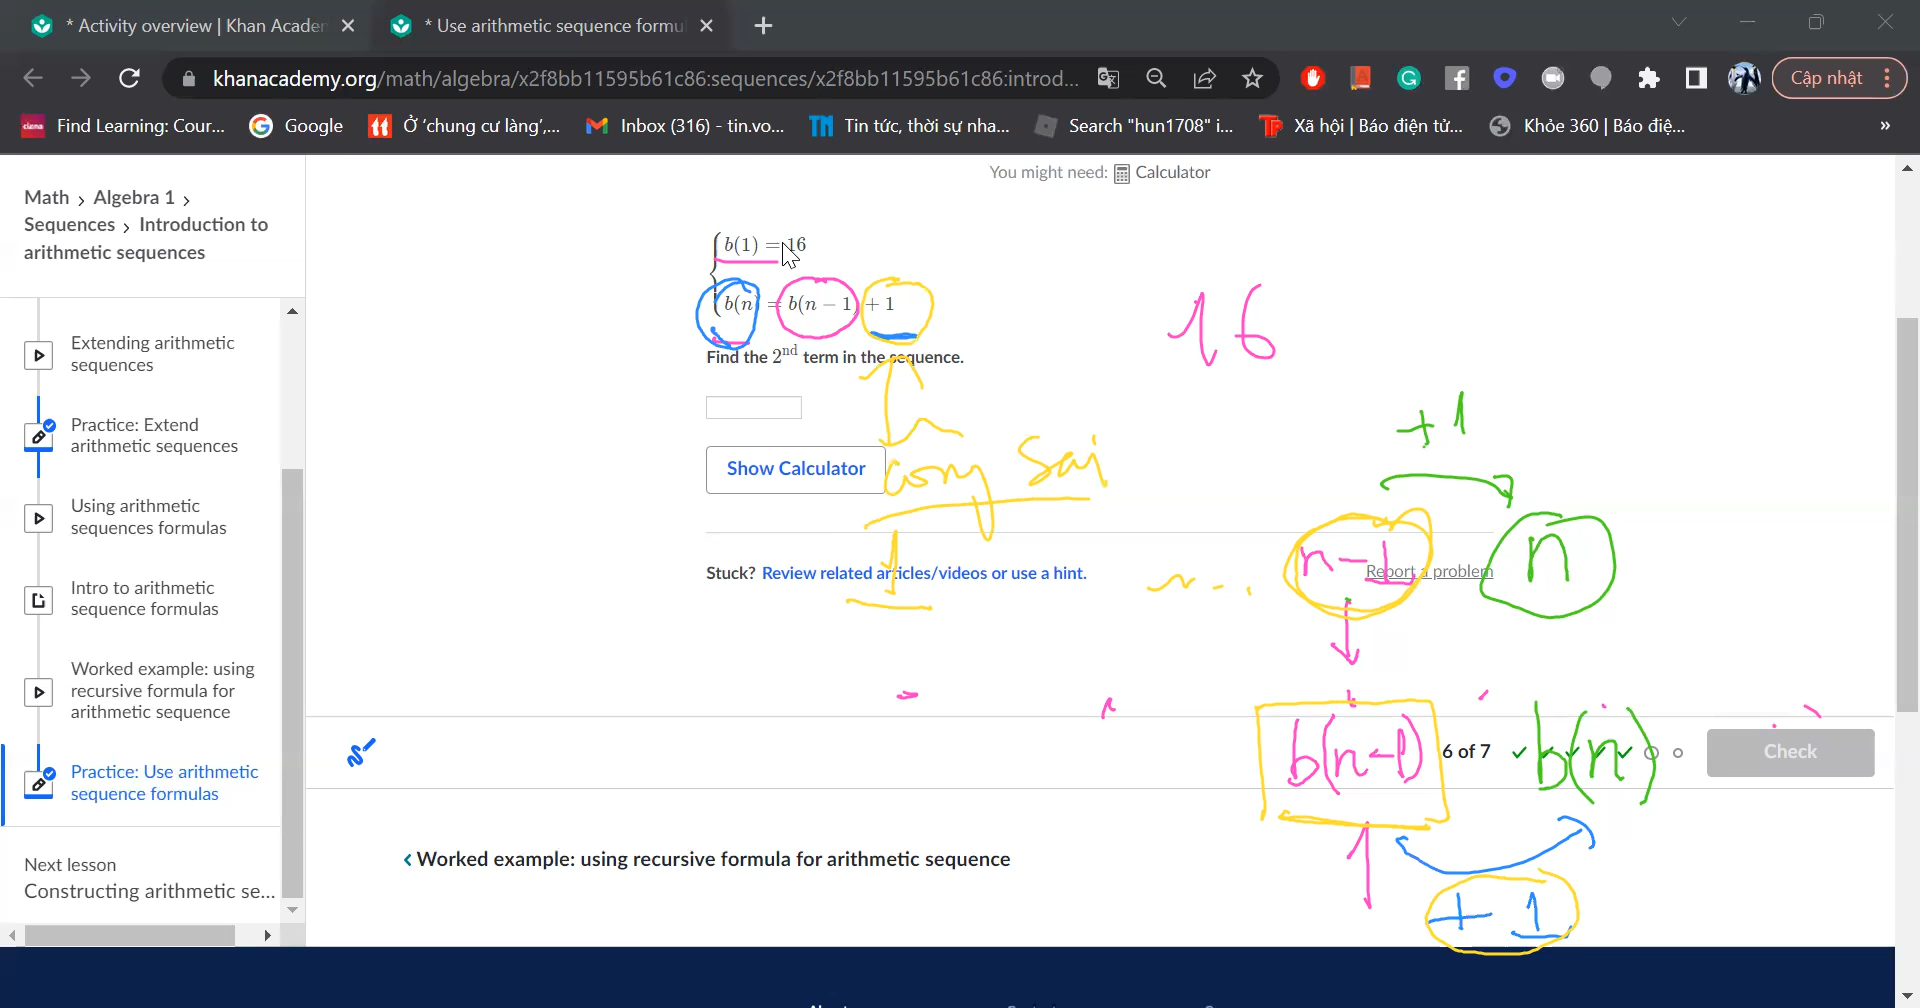 * Activity overview | Khan Acader
* Use arithmetic sequence formu
khanacademy.org/math/algebra/x2f8bb11595b61c86:sequences/x2f8bb11595b61c86:introd...
Cập nhật
Find Learning: Cour...
Google
Ở ‘chung cư làng’,...
Inbox (316) - tin.vo...
Tin tức, thời sự nha...
Search "hun1708" i...
Xã hội | Báo điện tử...
Khỏe 360 | Báo điệ...
»
Math > Algebra 1 >
Sequences > Introduction to
arithmetic sequences
Extending arithmetic
sequences
Practice: Extend
arithmetic sequences
Using arithmetic
sequences formulas
Intro to arithmetic
sequence formulas
Worked example: using
recursive formula for
arithmetic sequence
Practice: Use arithmetic
sequence formulas
Next lesson
Constructing arithmetic se...
You might need: Calculator
b(1) = 16
b(n) = b(n − 1) + 1
Find the 2nd term in the sequence.
16
Show Calculator
cong Sai
1
+1
n-1
n
Stuck? Review related articles/videos or use a hint.
Report a problem
b(n-1)
b(n)
6 of 7
Check
+ 1
< Worked example: using recursive formula for arithmetic sequence